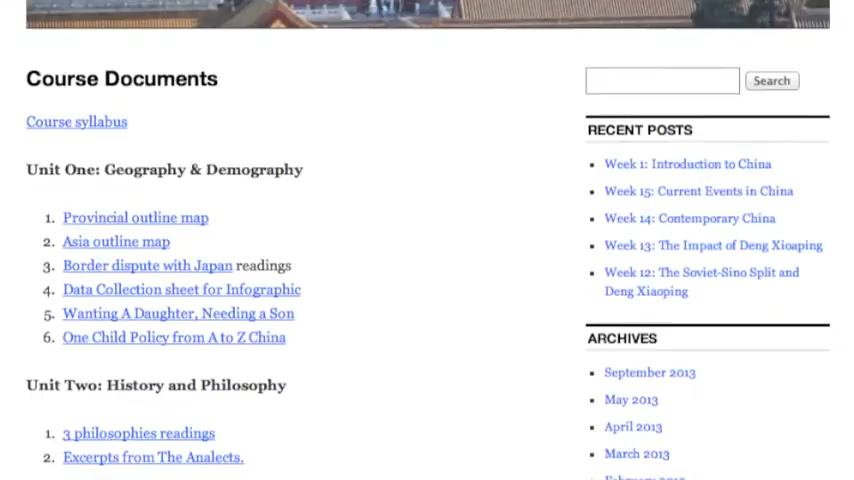 Course Documents
Course syllabus
Unit One: Geography & Demography
1. Provincial outline map
2. Asia outline map
3. Border dispute with Japan readings
4. Data Collection sheet for Infographic
5. Wanting A Daughter, Needing a Son
6. One Child Policy from A to Z China
Unit Two: History and Philosophy
1. 3 philosophies readings
2. Excerpts from The Analects.
Search
RECENT POSTS
Week 1: Introduction to China
Week 15: Current Events in China
Week 14: Contemporary China
Week 13: The Impact of Deng Xioaping
Week 12: The Soviet-Sino Split and
Deng Xiaoping
ARCHIVES
September 2013
May 2013
April 2013
March 2013